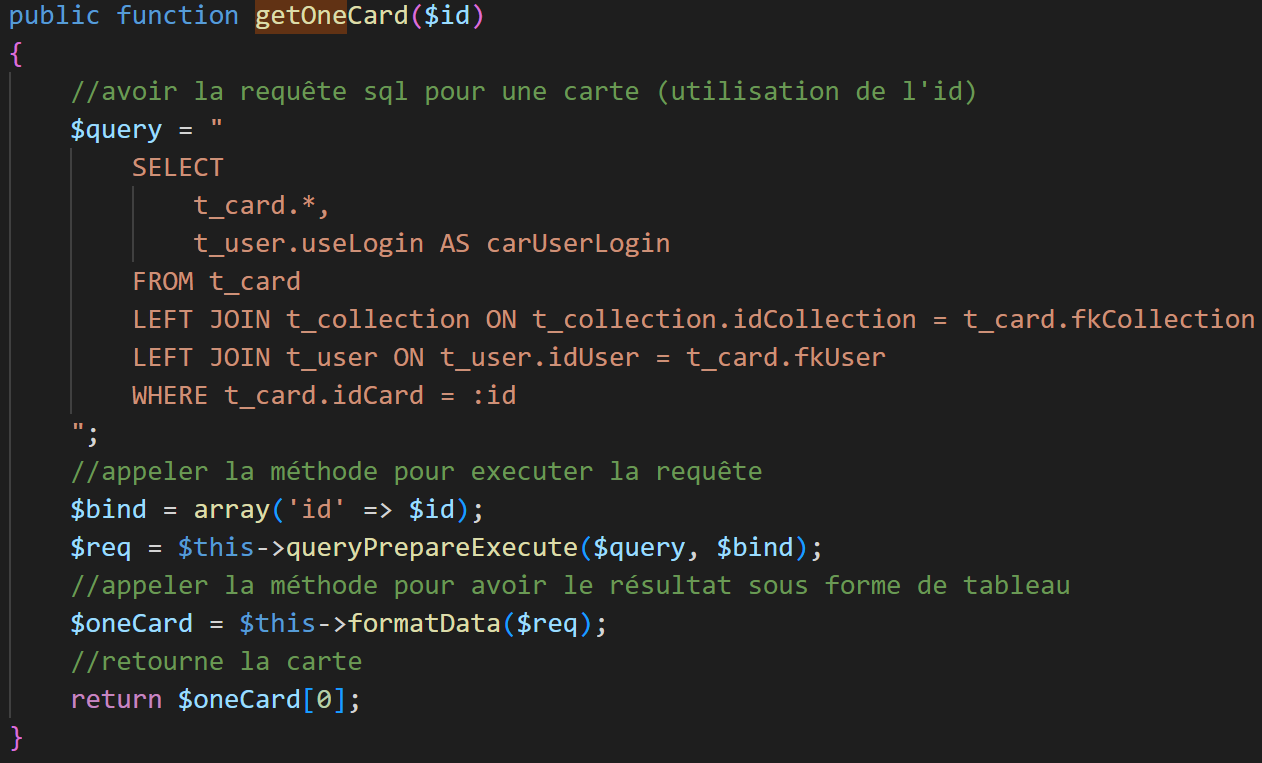 public function getOneCard($id)
{
//avoir la requête sql pour une carte (utilisation de l'id)
$query = "
SELECT
t_card.*,
t_user.useLogin AS carUserLogin
FROM t_card
LEFT JOIN t_collection ON t_collection.idCollection = t_card.fkCollection
LEFT JOIN t_user ON t_user.idUser = t_card.fkUser
WHERE t_card.idCard = :id
";
//appeler la méthode pour executer la requête
$bind = array('id' => $id);
$req = $this->queryPrepareExecute($query, $bind);
//appeler la méthode pour avoir le résultat sous forme de tableau
$oneCard = $this->formatData($req);
//retourne la carte
return $oneCard[0];
}